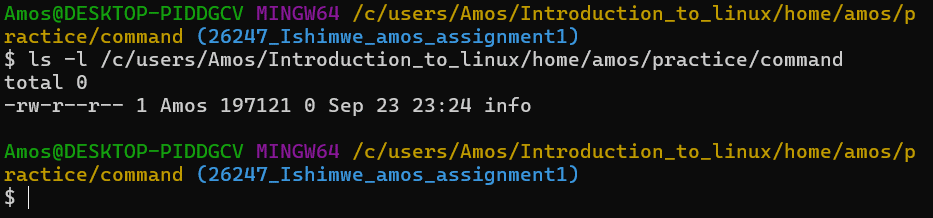 Amos@DESKTOP-PIDDGCV MINGW64 /c/users/Amos/Introduction_to_linux/home/amos/p
ractice/command (26247_Ishimwe_amos_assignment1)
$ ls -l /c/users/Amos/Introduction_to_linux/home/amos/practice/command
total 0
-rw-r--r-- 1 Amos 197121 0 Sep 23 23:24 info
Amos@DESKTOP-PIDDGCV MINGW64 /c/users/Amos/Introduction_to_linux/home/amos/p
ractice/command (26247_Ishimwe_amos_assignment1)
$